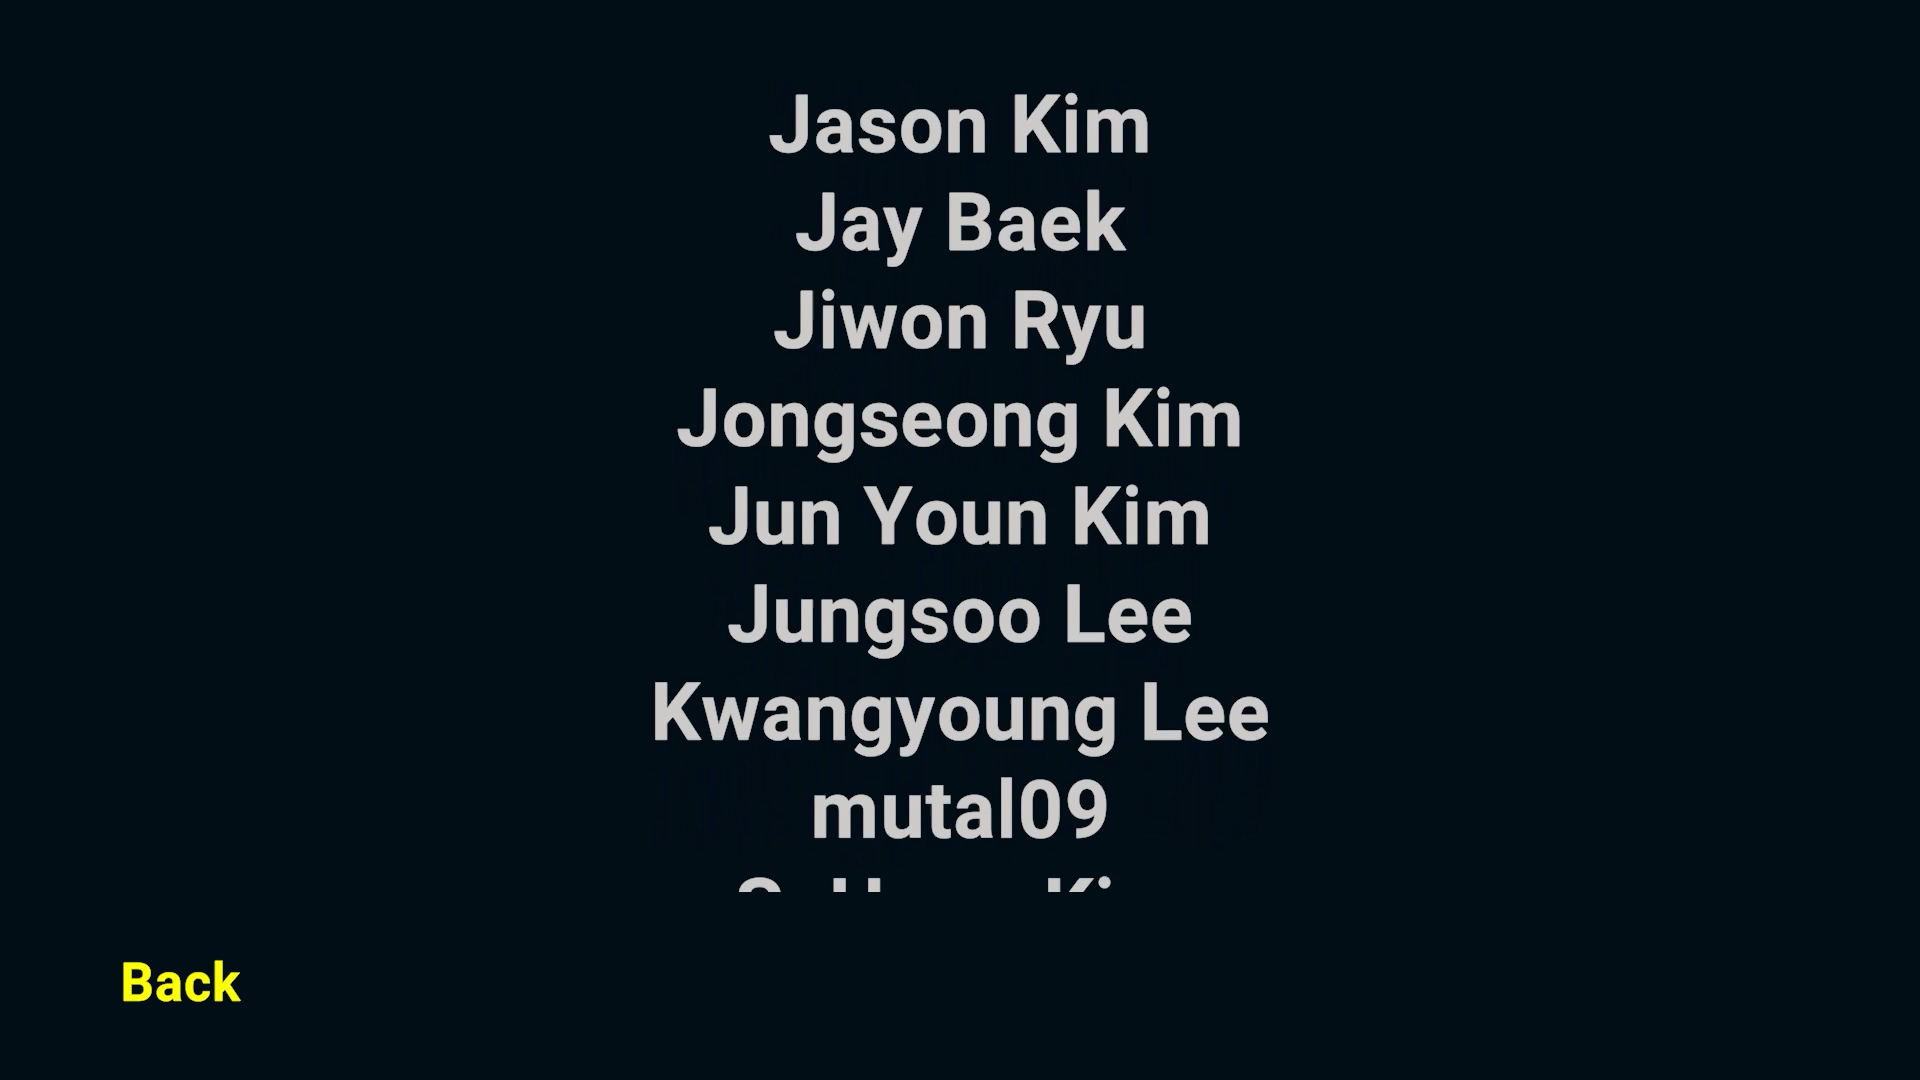 Jason Kim
Jay Baek
Jiwon Ryu
Jongseong Kim
Jun Youn Kim
Jungsoo Lee
Kwangyoung Lee
mutal09
Back